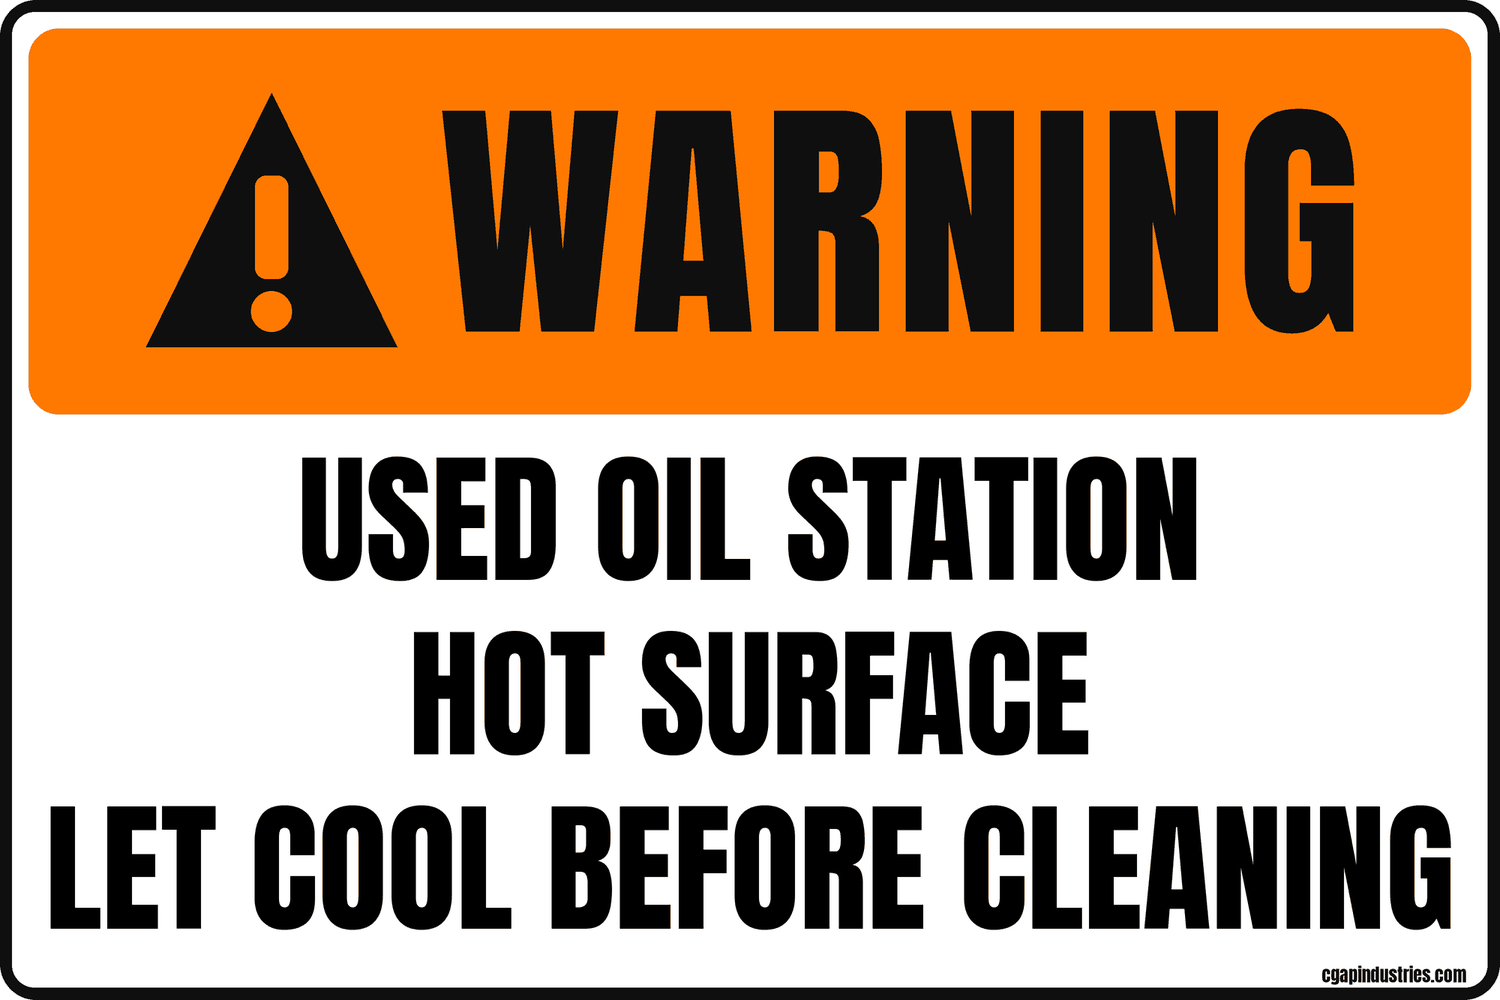 WARNING
USED OIL STATION
HOT SURFACE
LET COOL BEFORE CLEANING
cgapindustries.com